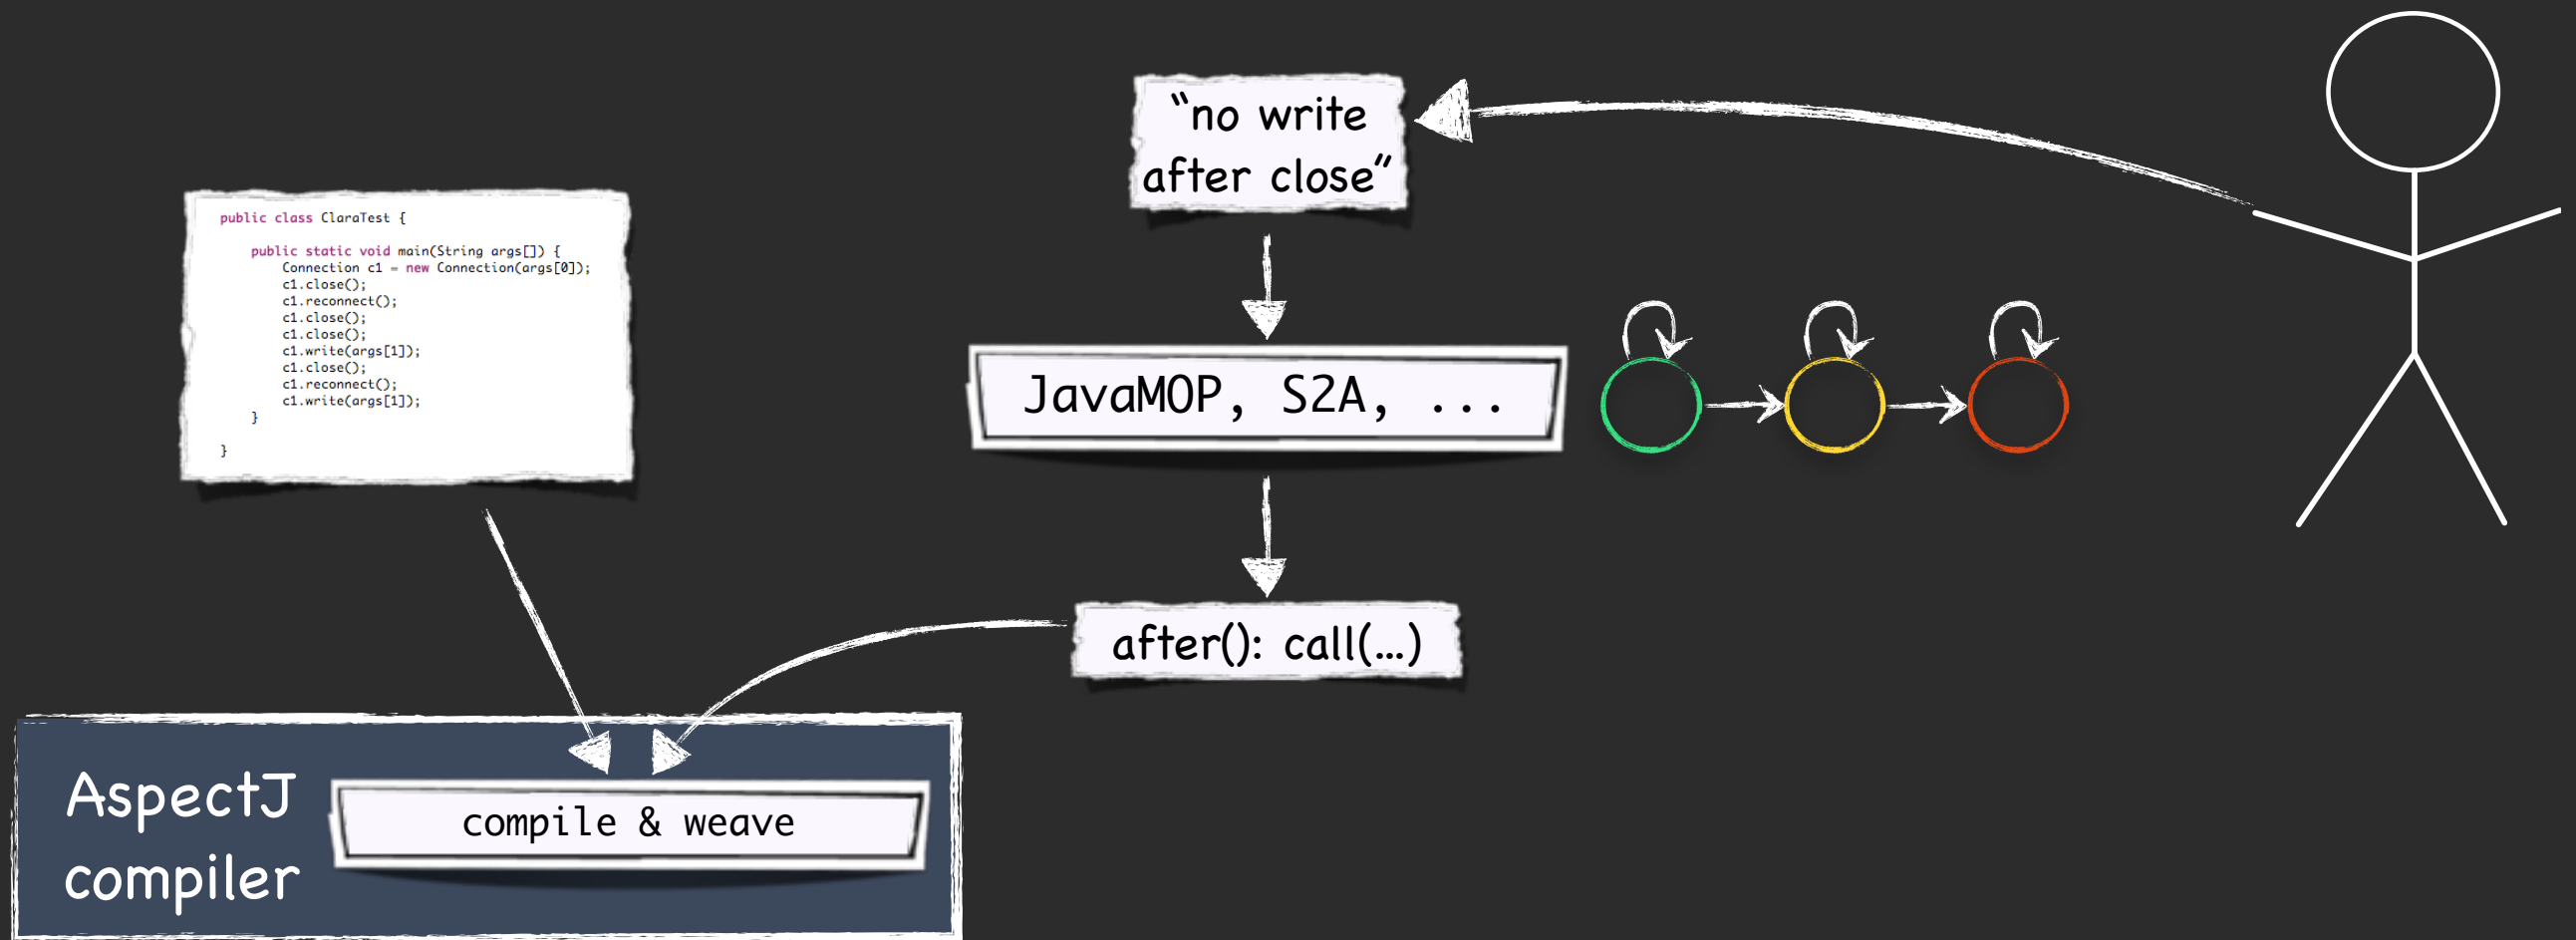 “no write
after close”
public class ClaraTest {
public static void main(String args[]) {
Connection c1 = new Connection(args[0]);
c1.close();
c1.reconnect();
c1.close();
c1.close();
c1.write(args[1]);
c1.close();
c1.reconnect();
c1.write(args[1]);
}
}
JavaMOP, S2A, ...
after(): call(...)
AspectJ
compiler
compile & weave